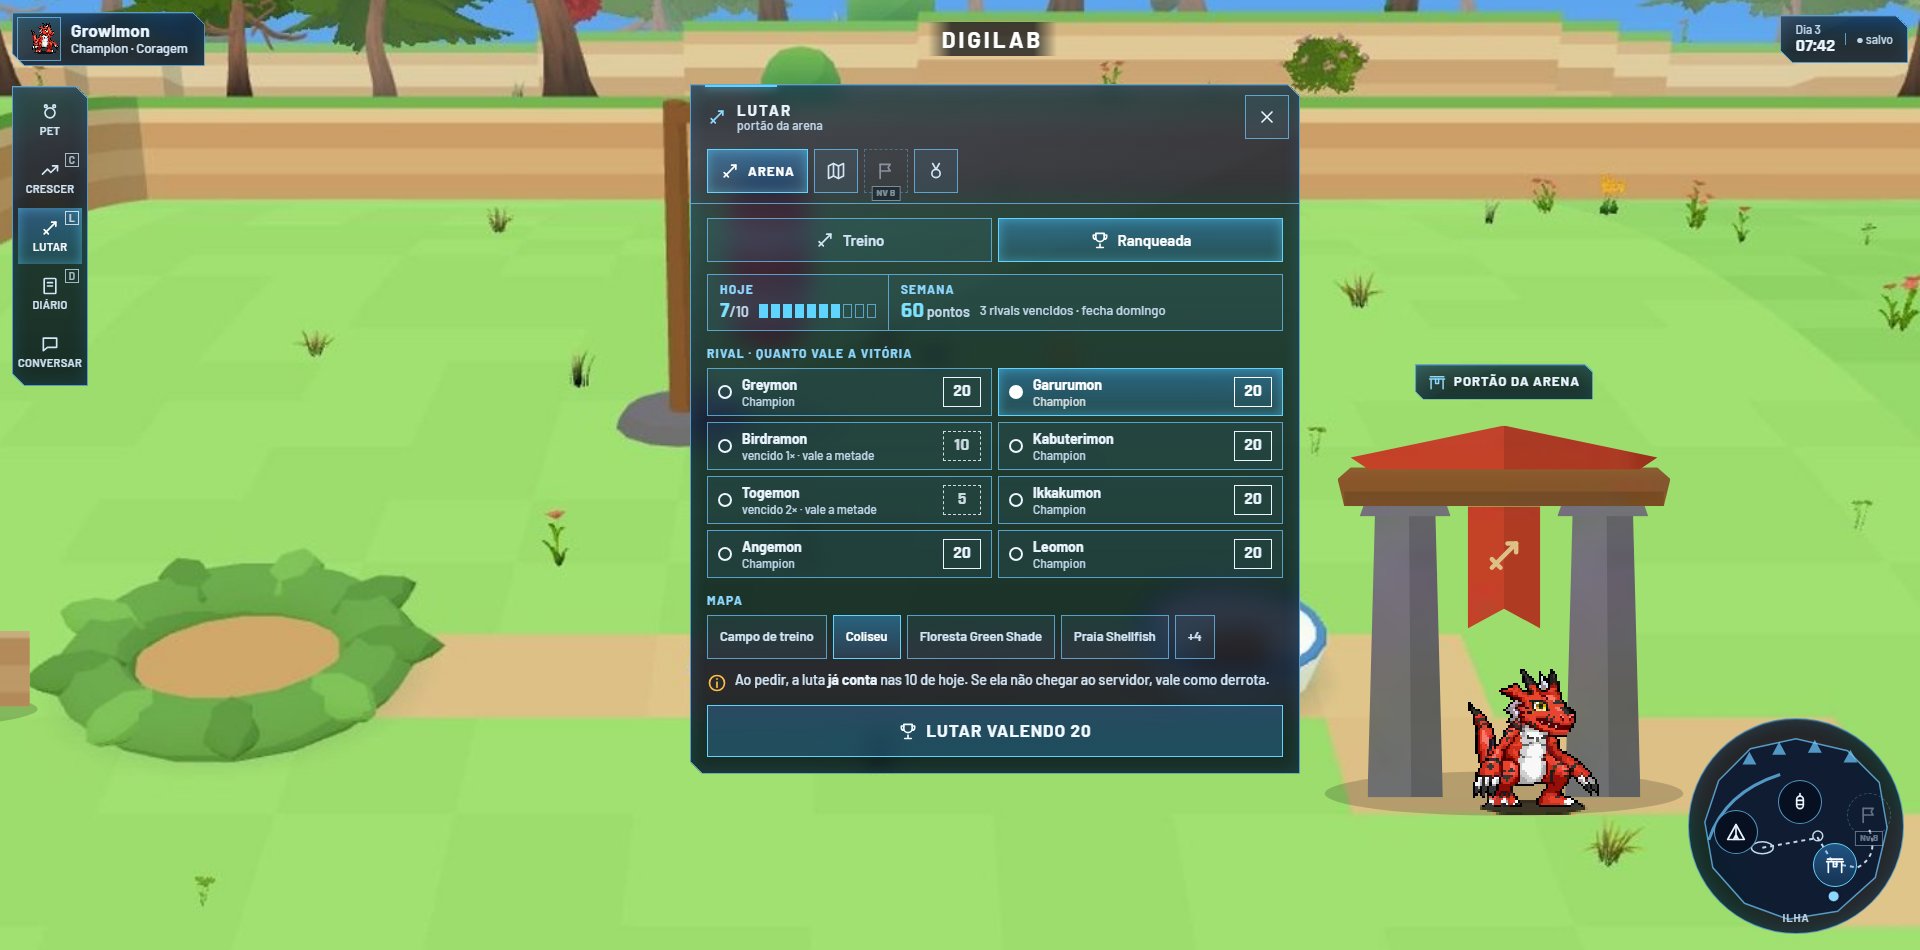 Growlmon
Champion · Coragem
DIGILAB
Dia 3
07:42
salvo
PET
C
CRESCER
L
LUTAR
D
DIÁRIO
CONVERSAR
LUTAR
portão da arena
ARENA
NV 8
Treino
Ranqueada
HOJE
7/10
SEMANA
60 pontos 3 rivais vencidos · fecha domingo
RIVAL · QUANTO VALE A VITÓRIA
Greymon
Champion
20
Garurumon
Champion
20
Birdramon
vencido 1× · vale a metade
10
Kabuterimon
Champion
20
Togemon
vencido 2× · vale a metade
5
Ikkakumon
Champion
20
Angemon
Champion
20
Leomon
Champion
20
MAPA
Campo de treino
Coliseu
Floresta Green Shade
Praia Shellfish
+4
Ao pedir, a luta já conta nas 10 de hoje. Se ela não chegar ao servidor, vale como derrota.
LUTAR VALENDO 20
PORTÃO DA ARENA
NV 8
ILHA